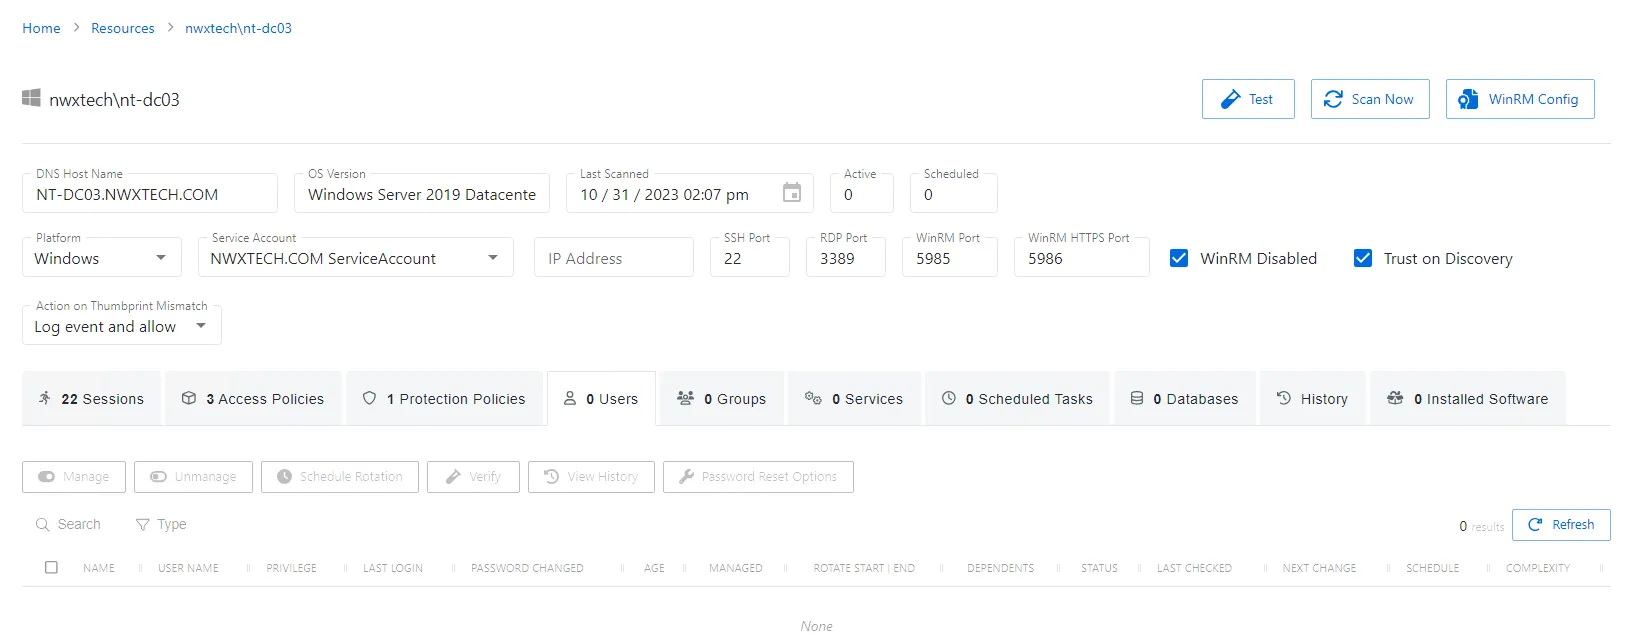 Home > Resources > nwxtech\nt-dc03
nwxtech\nt-dc03
Test
Scan Now
WinRM Config
DNS Host Name
NT-DC03.NWXTECH.COM
OS Version
Windows Server 2019 Datacente
Last Scanned
10 / 31 / 2023 02:07 pm
Active
0
Scheduled
0
Platform
Windows
Service Account
NWXTECH.COM ServiceAccount
IP Address
SSH Port
22
RDP Port
3389
WinRM Port
5985
WinRM HTTPS Port
5986
WinRM Disabled
Trust on Discovery
Action on Thumbprint Mismatch
Log event and allow
22 Sessions
3 Access Policies
1 Protection Policies
0 Users
0 Groups
0 Services
0 Scheduled Tasks
0 Databases
History
0 Installed Software
Manage
Unmanage
Schedule Rotation
Verify
View History
Password Reset Options
Search
Type
0 results
Refresh
NAME
USER NAME
PRIVILEGE
LAST LOGIN
PASSWORD CHANGED
AGE
MANAGED
ROTATE START | END
DEPENDENTS
STATUS
LAST CHECKED
NEXT CHANGE
SCHEDULE
COMPLEXITY
None